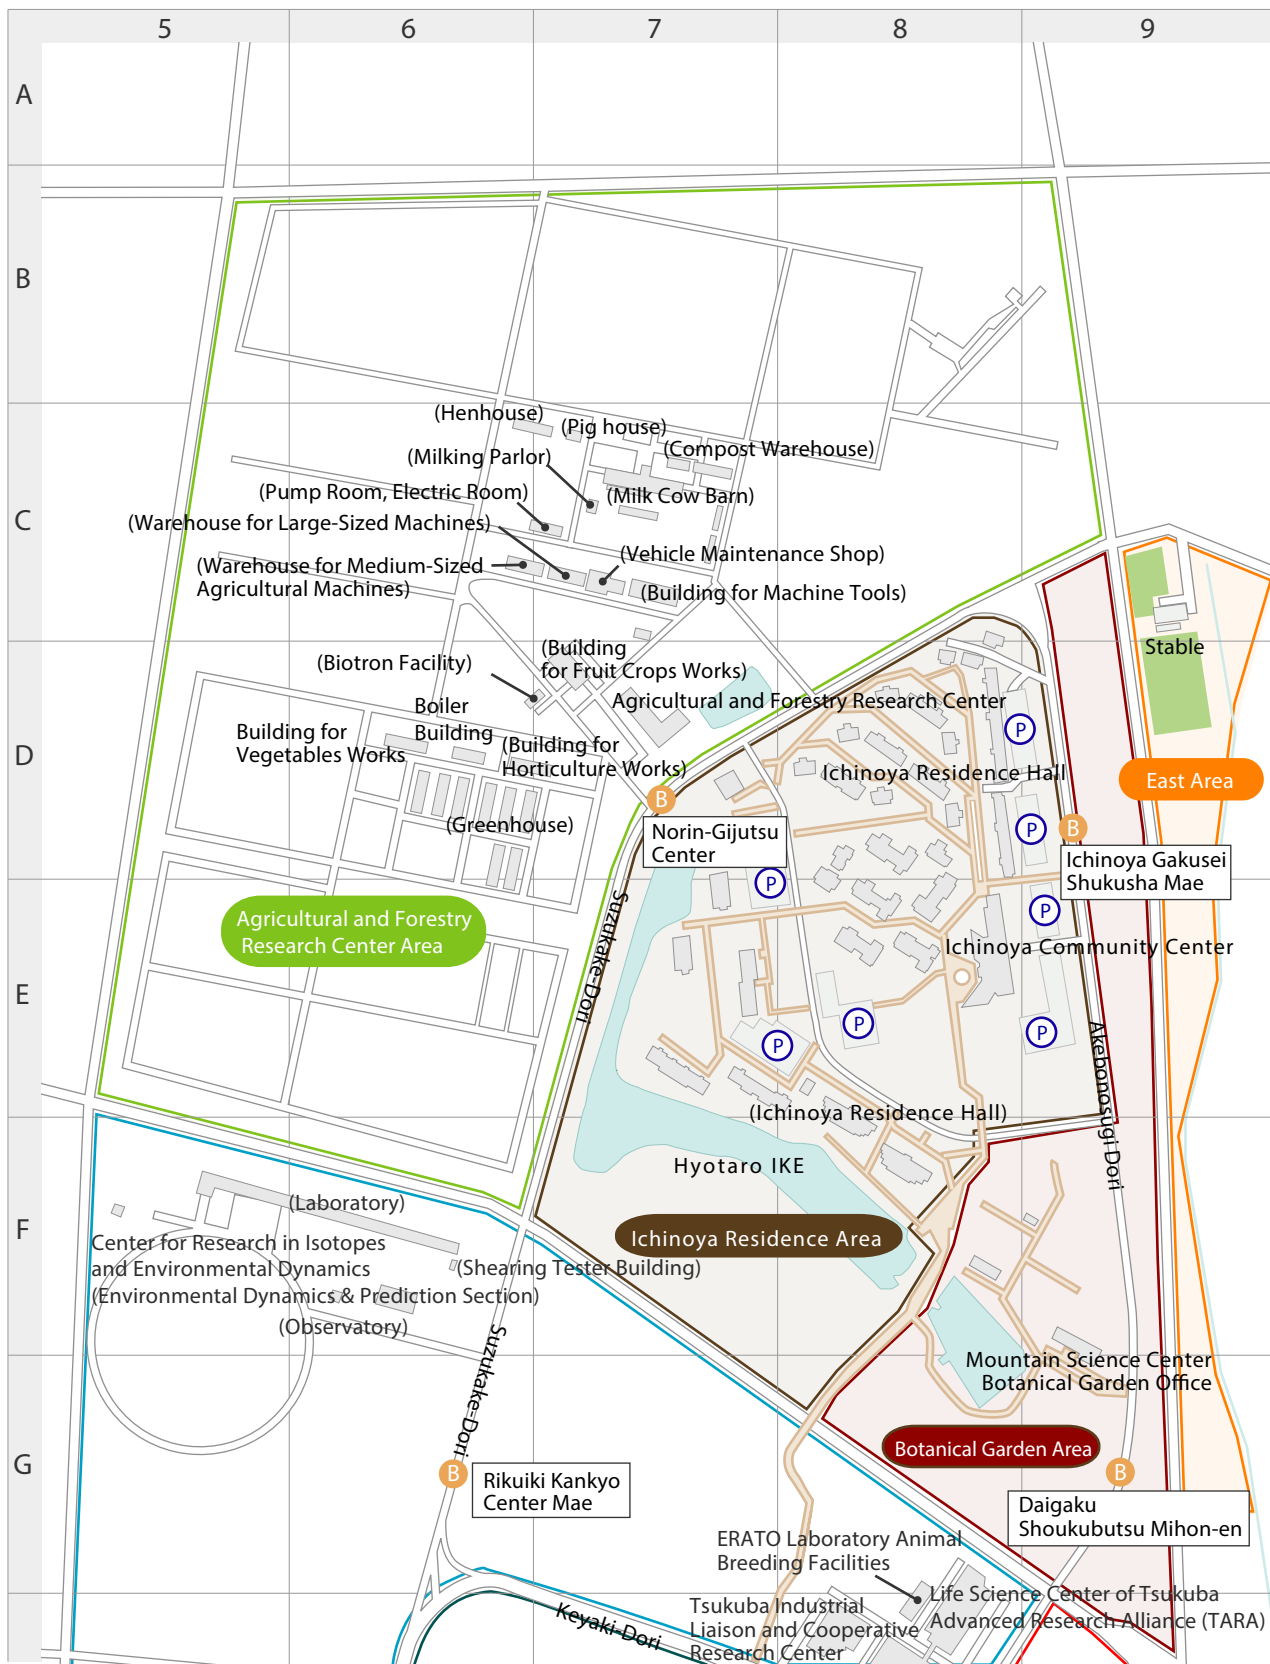 5
6
7
8
9
A
B
C
D
E
F
G
(Henhouse)
(Pig house)
(Compost Warehouse)
(Milking Parlor)
(Pump Room, Electric Room)
(Milk Cow Barn)
(Warehouse for Large-Sized Machines)
(Vehicle Maintenance Shop)
(Warehouse for Medium-Sized
Agricultural Machines)
(Building for Machine Tools)
Stable
(Building
for Fruit Crops Works)
(Biotron Facility)
Agricultural and Forestry Research Center
Boiler
Building
Building for
Vegetables Works
(Building for
Horticulture Works)
P
Ichinoya Residence Hall
East Area
B
Norin-Gijutsu
Center
(Greenhouse)
P
B
Ichinoya Gakusei
Shukusha Mae
P
P
Agricultural and Forestry
Research Center Area
Suzukake-Dori
Ichinoya Community Center
P
P
P
Akebonosugi Dori
(Ichinoya Residence Hall)
Hyotaro IKE
(Laboratory)
Ichinoya Residence Area
Center for Research in Isotopes
and Environmental Dynamics
(Environmental Dynamics & Prediction Section)
(Shearing Tester Building)
(Observatory)
Suzukake-Dori
Mountain Science Center
Botanical Garden Office
Botanical Garden Area
B
Rikuiki Kankyo
Center Mae
B
Daigaku
Shoukubutsu Mihon-en
ERATO Laboratory Animal
Breeding Facilities
Life Science Center of Tsukuba
Advanced Research Alliance (TARA)
Keyaki-Dori
Tsukuba Industrial
Liaison and Cooperative
Research Center